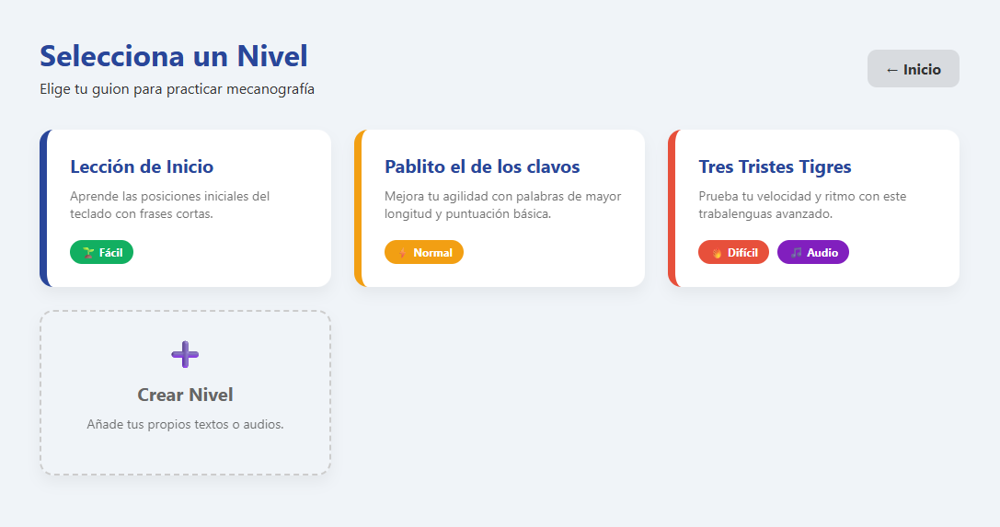 Selecciona un Nivel
Elige tu guion para practicar mecanografía
← Inicio
Lección de Inicio
Aprende las posiciones iniciales del
teclado con frases cortas.
Fácil
Pablito el de los clavos
Mejora tu agilidad con palabras de mayor
longitud y puntuación básica.
Normal
Tres Tristes Tigres
Prueba tu velocidad y ritmo con este
trabalenguas avanzado.
Difícil
Audio
Crear Nivel
Añade tus propios textos o audios.